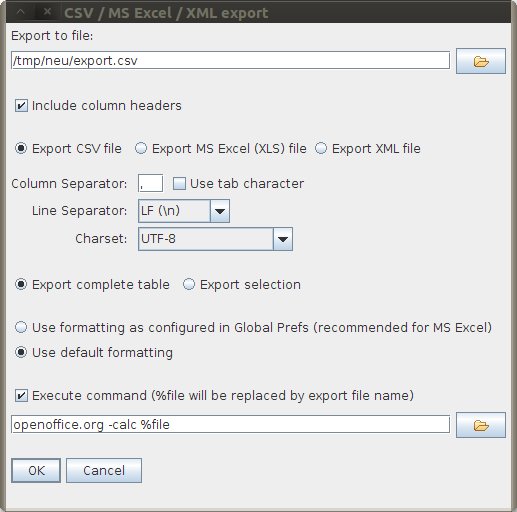 CSV / MS Excel / XML export
Export to file:
/tmp/neu/export.csv
Include column headers
Export CSV file Export MS Excel (XLS) file Export XML file
Column Separator: , Use tab character
Line Separator: LF (\n)
Charset: UTF-8
Export complete table Export selection
Use formatting as configured in Global Prefs (recommended for MS Excel)
Use default formatting
Execute command (%file will be replaced by export file name)
openoffice.org -calc %file
OK Cancel